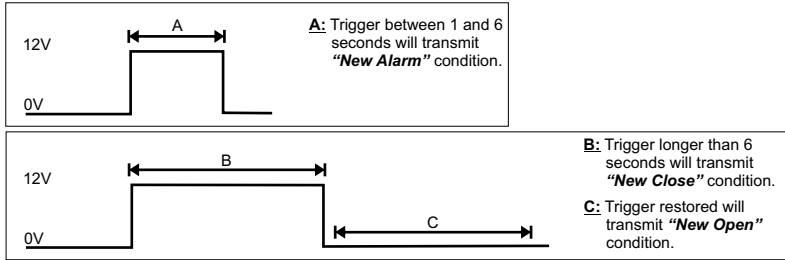 A
12V
0V
A: Trigger between 1 and 6
seconds will transmit
"New Alarm" condition.
B
12V
C
0V
B: Trigger longer than 6
seconds will transmit
"New Close" condition.
C: Trigger restored will
transmit "New Open"
condition.